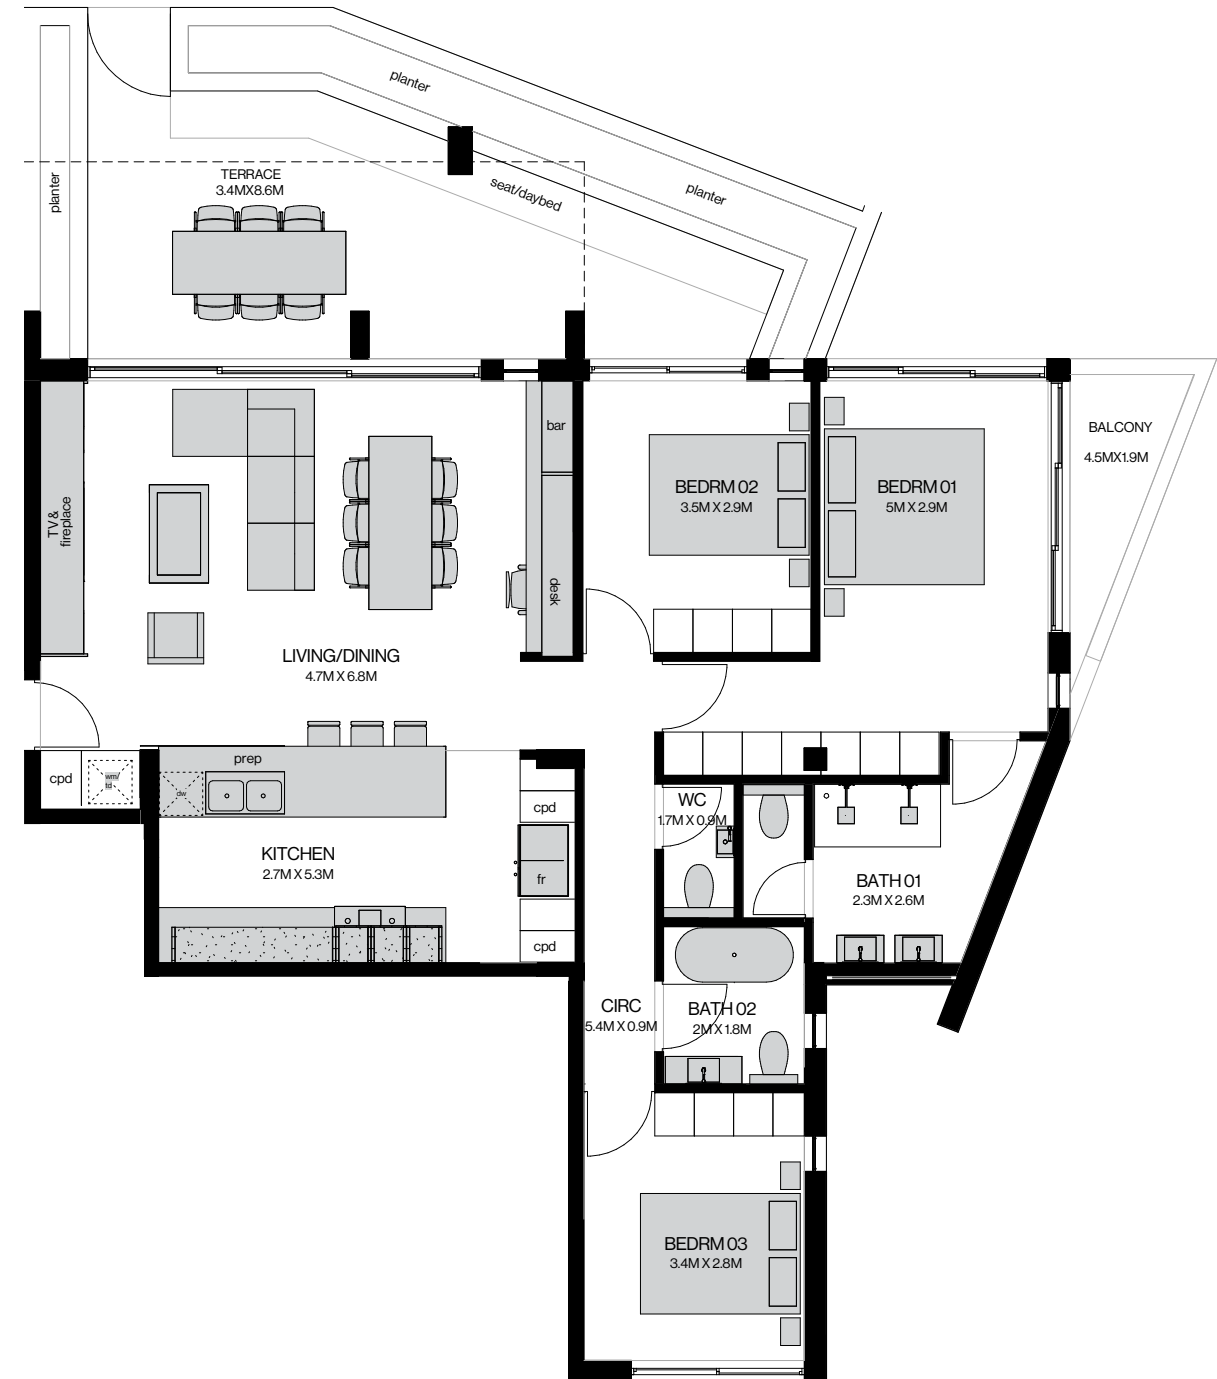 planter
planter
planter
seat/daybed
TERRACE
3.4MX8.6M
BALCONY
4.5MX1.9M
bar
desk
TV &
fireplace
BEDRM 02
3.5M X 2.9M
BEDRM 01
5M X 2.9M
LIVING/DINING
4.7M X 6.8M
cpd
wm/
td
prep
dw
cpd
fr
cpd
KITCHEN
2.7M X 5.3M
WC
1.7M X 0.9M
BATH 01
2.3M X 2.6M
CIRC
5.4M X 0.9M
BATH 02
2M X 1.8M
BEDRM 03
3.4M X 2.8M